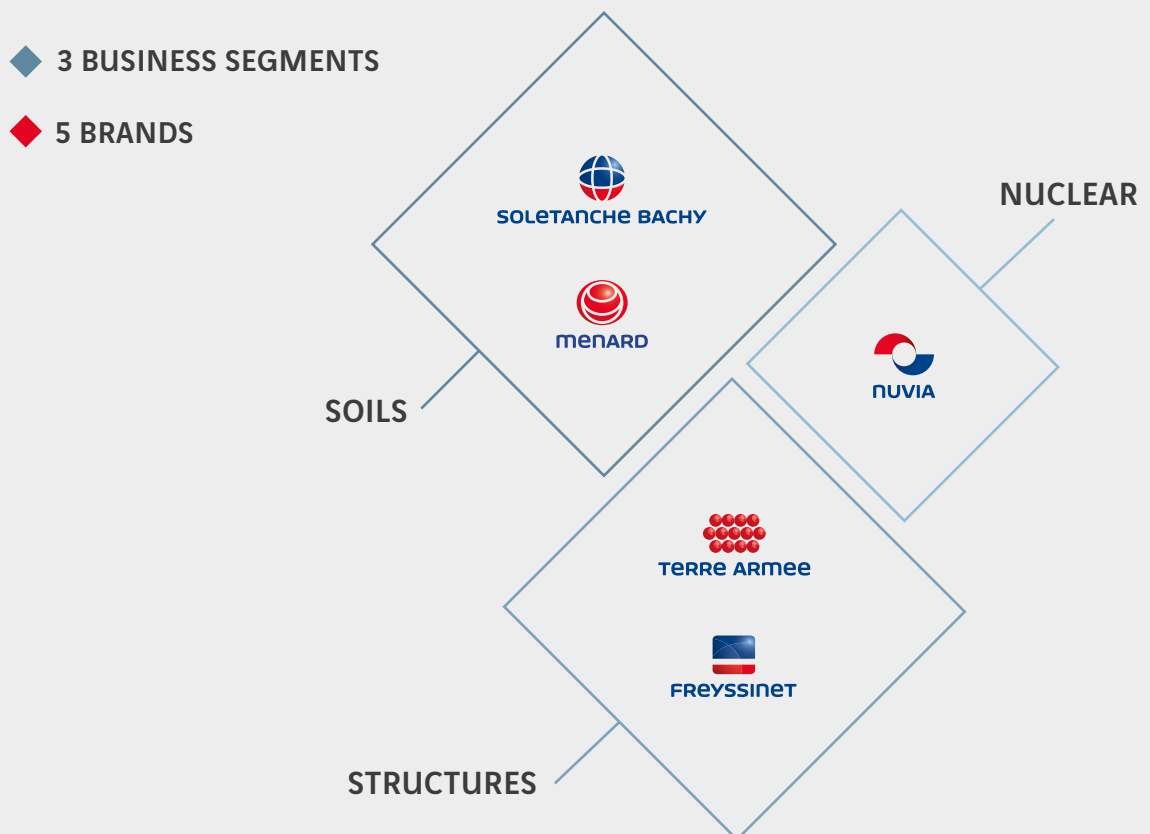 3 BUSINESS SEGMENTS
5 BRANDS
SOLETANCHE BACHY
MENARD
SOILS
NUCLEAR
NUVIA
TERRE ARMEE
FREYSSINET
STRUCTURES